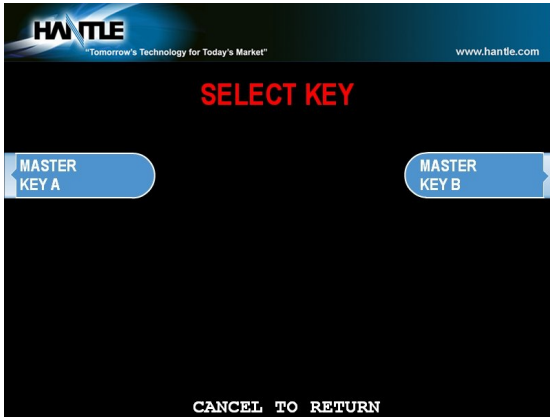 HANTLE
"Tomorrow's Technology for Today's Market"
www.hantle.com
SELECT KEY
MASTER
KEY A
MASTER
KEY B
CANCEL TO RETURN